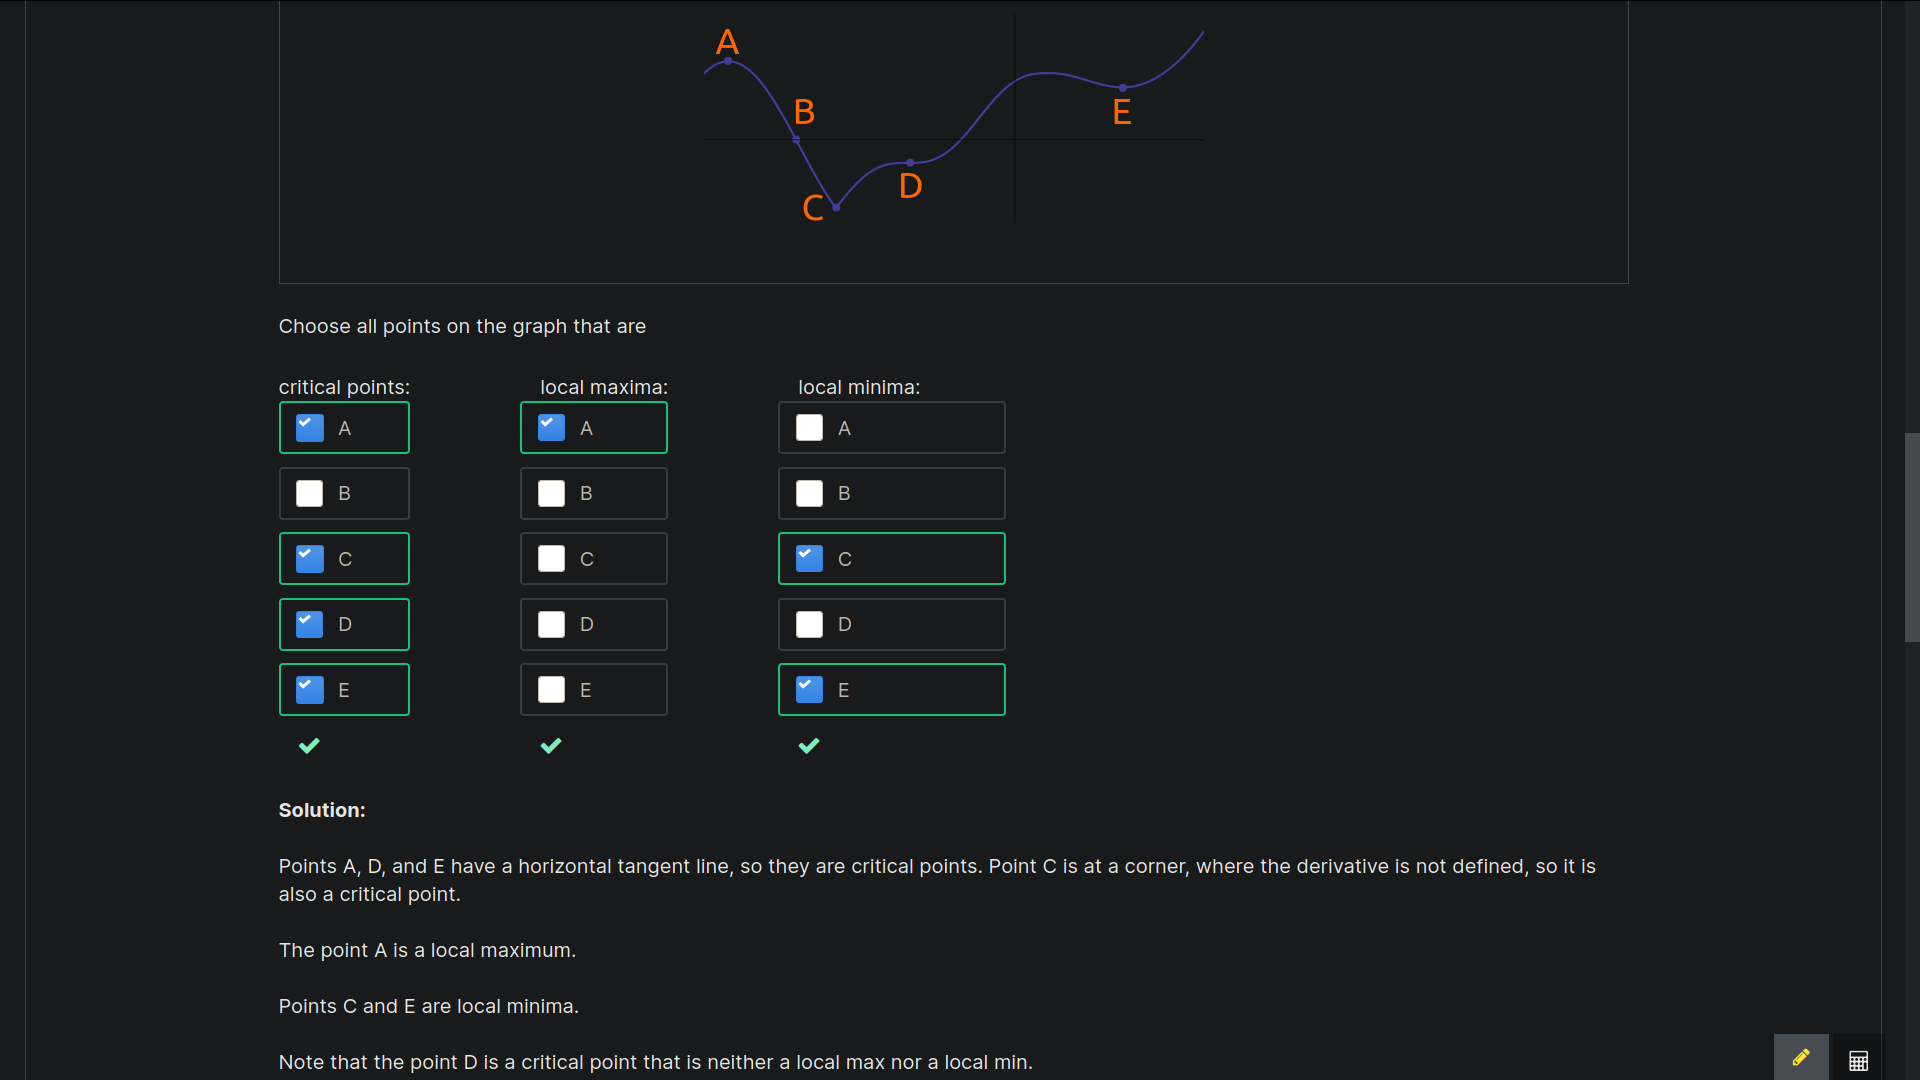 A
B
C
D
E
Choose all points on the graph that are
critical points: local maxima: local minima:
A A A
B B B
C C C
D D D
E E E
Solution:
Points A, D, and E have a horizontal tangent line, so they are critical points. Point C is at a corner, where the derivative is not defined, so it is
also a critical point.
The point A is a local maximum.
Points C and E are local minima.
Note that the point D is a critical point that is neither a local max nor a local min.